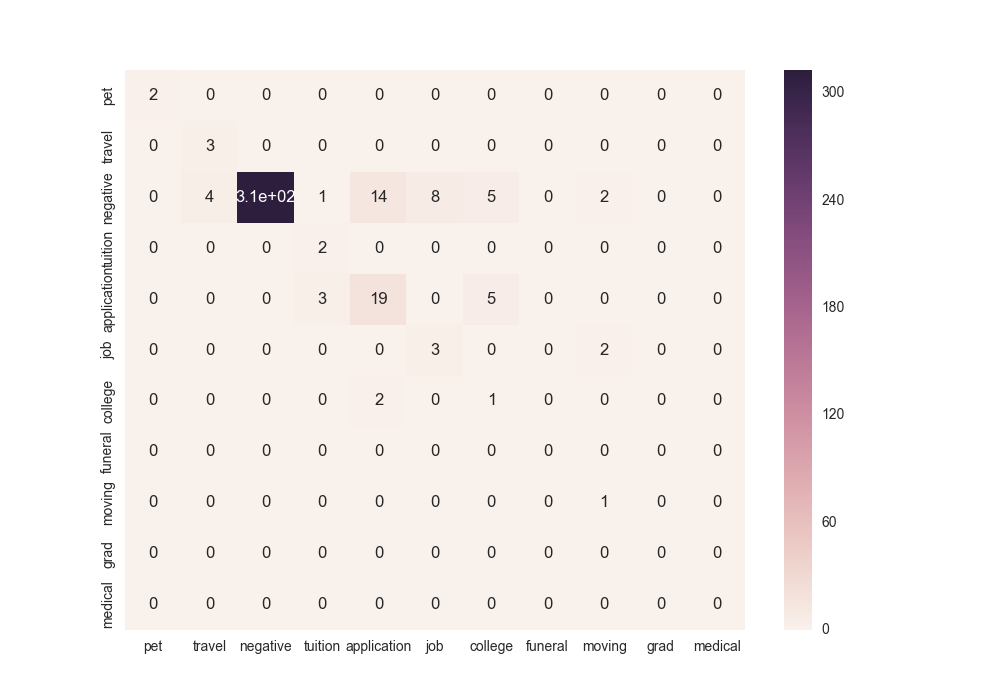 pet 2 0 0 0 0 0 0 0 0 0 0
travel 0 3 0 0 0 0 0 0 0 0 0
negative 0 4 3.1e+02 1 14 8 5 0 2 0 0
tuition 0 0 0 2 0 0 0 0 0 0 0
application 0 0 0 3 19 0 5 0 0 0 0
job 0 0 0 0 0 3 0 0 2 0 0
college 0 0 0 0 2 0 1 0 0 0 0
funeral 0 0 0 0 0 0 0 0 0 0 0
moving 0 0 0 0 0 0 0 0 1 0 0
grad 0 0 0 0 0 0 0 0 0 0 0
medical 0 0 0 0 0 0 0 0 0 0 0
pet travel negative tuition application job college funeral moving grad medical
300
240
180
120
60
0